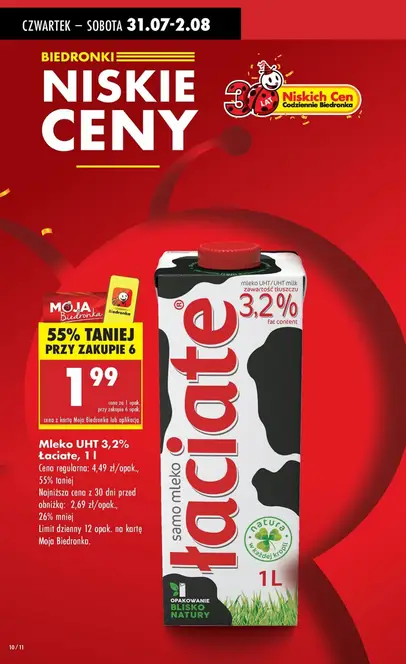 CZWARTEK – SOBOTA 31.07-2.08
BIEDRONKI
NISKIE
CENY
30 LAT
Niskich Cen
Codziennie Biedronka
MOJA
Biedronka
55% TANIEJ
PRZY ZAKUPIE 6
1 99
cena za 1 opak.
przy zakupie 6 opak.
cena z kartą Moja Biedronka lub aplikacją
Mleko UHT 3,2%
Łaciate, 1 l
Cena regularna: 4,49 zł/opak.,
55% taniej
Najniższa cena z 30 dni przed
obniżką: 2,69 zł/opak.,
26% mniej
Limit dzienny 12 opak. na kartę
Moja Biedronka.
mleko UHT/UHT milk
zawartość tłuszczu
3,2%
fat content
samo mleko
łaciate®
natura
w każdej kropli
1L
OPAKOWANIE
BLISKO
NATURY
10/11